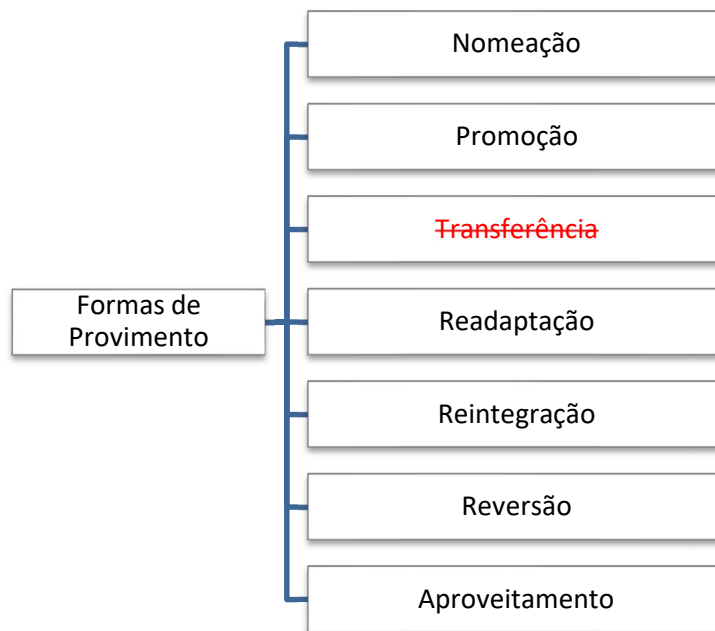 Nomeação
Promoção
Transferência
Formas de
Provimento
Readaptação
Reintegração
Reversão
Aproveitamento